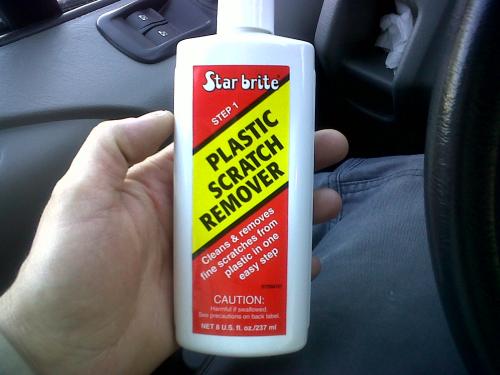 Star brite
STEP 1
PLASTIC
SCRATCH
REMOVER
Cleans & removes
fine scratches from
plastic in one
easy step
CAUTION:
Harmful if swallowed.
See precautions on back label.
NET 8 U.S. fl. oz./237 ml